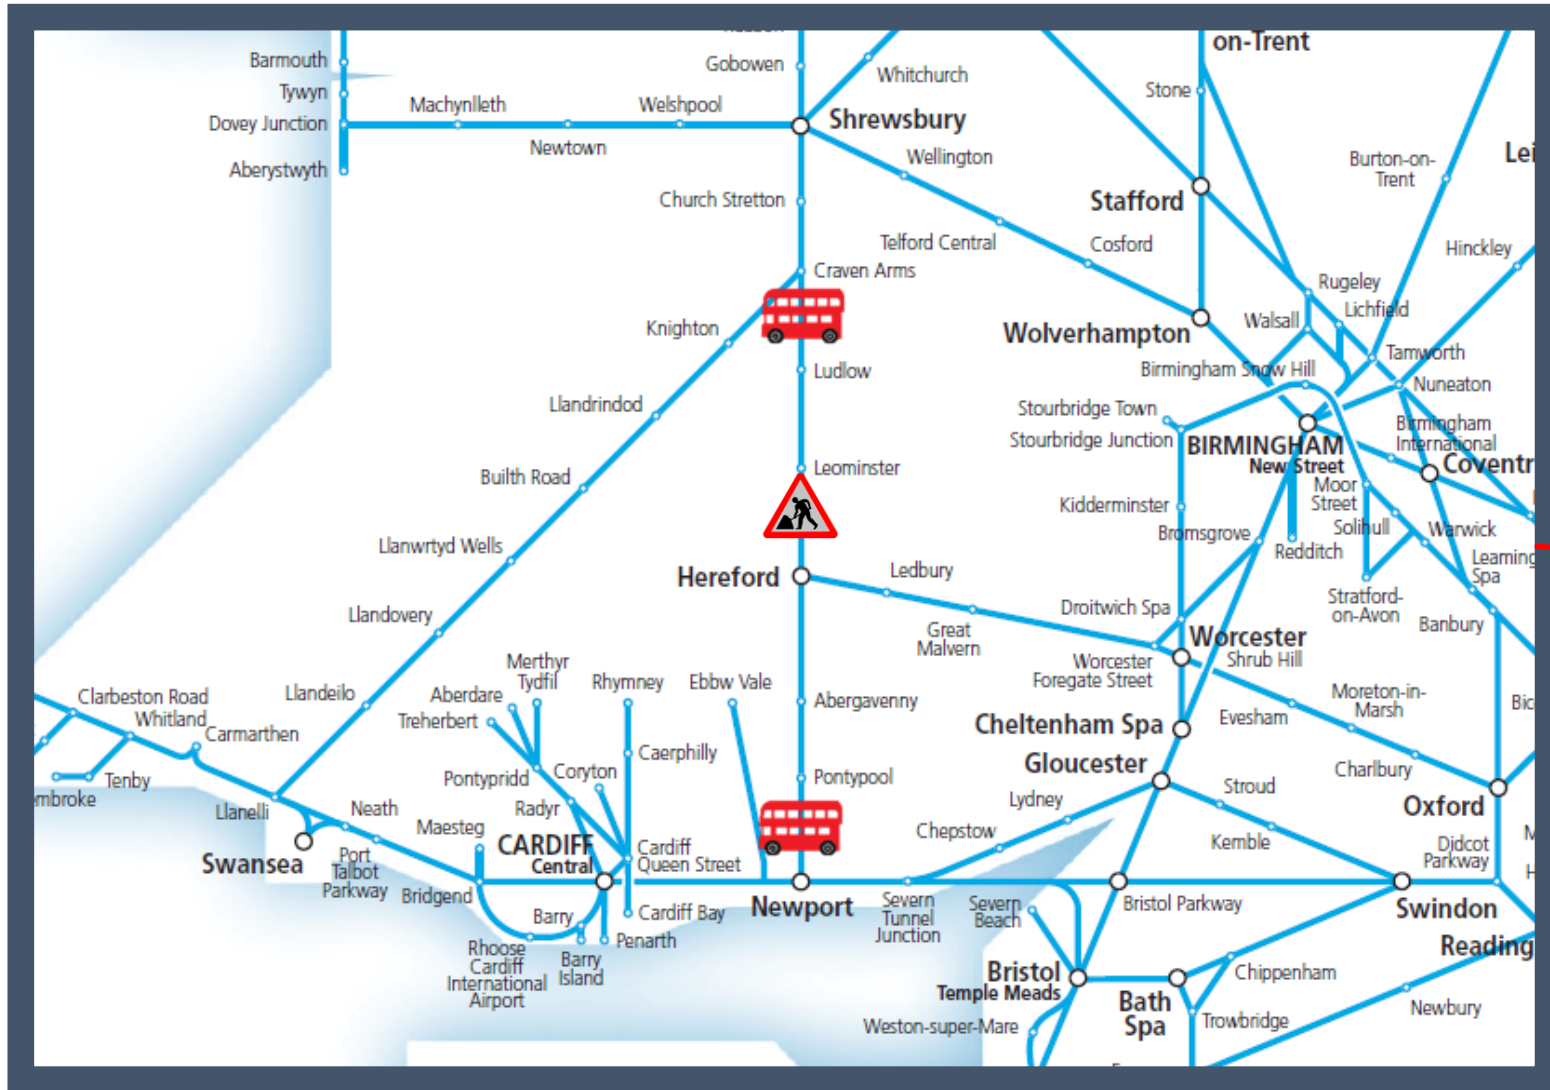 on-Trent
Barmouth
Gobowen
Whitchurch
Tywyn
Stone
Machynlleth
Welshpool
Dovey Junction
Shrewsbury
Newtown
Wellington
Burton-on-
Trent
Lei
Aberystwyth
Church Stretton
Stafford
Telford Central
Cosford
Hinckley
Craven Arms
Rugeley
Lichfield
Knighton
Wolverhampton
Walsall
Tamworth
Ludlow
Birmingham Snow Hill
Nuneaton
Llandrindod
Stourbridge Town
Birmingham
International
Stourbridge Junction
BIRMINGHAM
New Street
Coventr
Leominster
Builth Road
Moor
Street
Kidderminster
Bromsgrove
Solihull
Warwick
Llanwrtyd Wells
Redditch
Leaming
Spa
Hereford
Ledbury
Stratford-
on-Avon
Llandovery
Great
Malvern
Droitwich Spa
Banbury
Worcester
Shrub Hill
Worcester
Foregate Street
Merthyr
Tydfil
Rhymney
Ebbw Vale
Clarbeston Road
Llandeilo
Aberdare
Abergavenny
Moreton-in-
Marsh
Bic
Whitland
Treherbert
Evesham
Carmarthen
Cheltenham Spa
Caerphilly
Gloucester
Charlbury
Tenby
Pontypridd
Coryton
Pontypool
Stroud
mbroke
Radyr
Lydney
Oxford
Llanelli
Neath
Maesteg
Chepstow
Kemble
Didcot
Parkway
CARDIFF
Central
Cardiff
Queen Street
Swansea
Port
Talbot
Parkway
Bridgend
Newport
Severn
Tunnel
Junction
Severn
Beach
Bristol Parkway
Swindon
Barry
Cardiff Bay
Penarth
Reading
Rhoose
Cardiff
International
Airport
Barry
Island
Bristol
Temple Meads
Chippenham
Bath
Spa
Newbury
Weston-super-Mare
Trowbridge